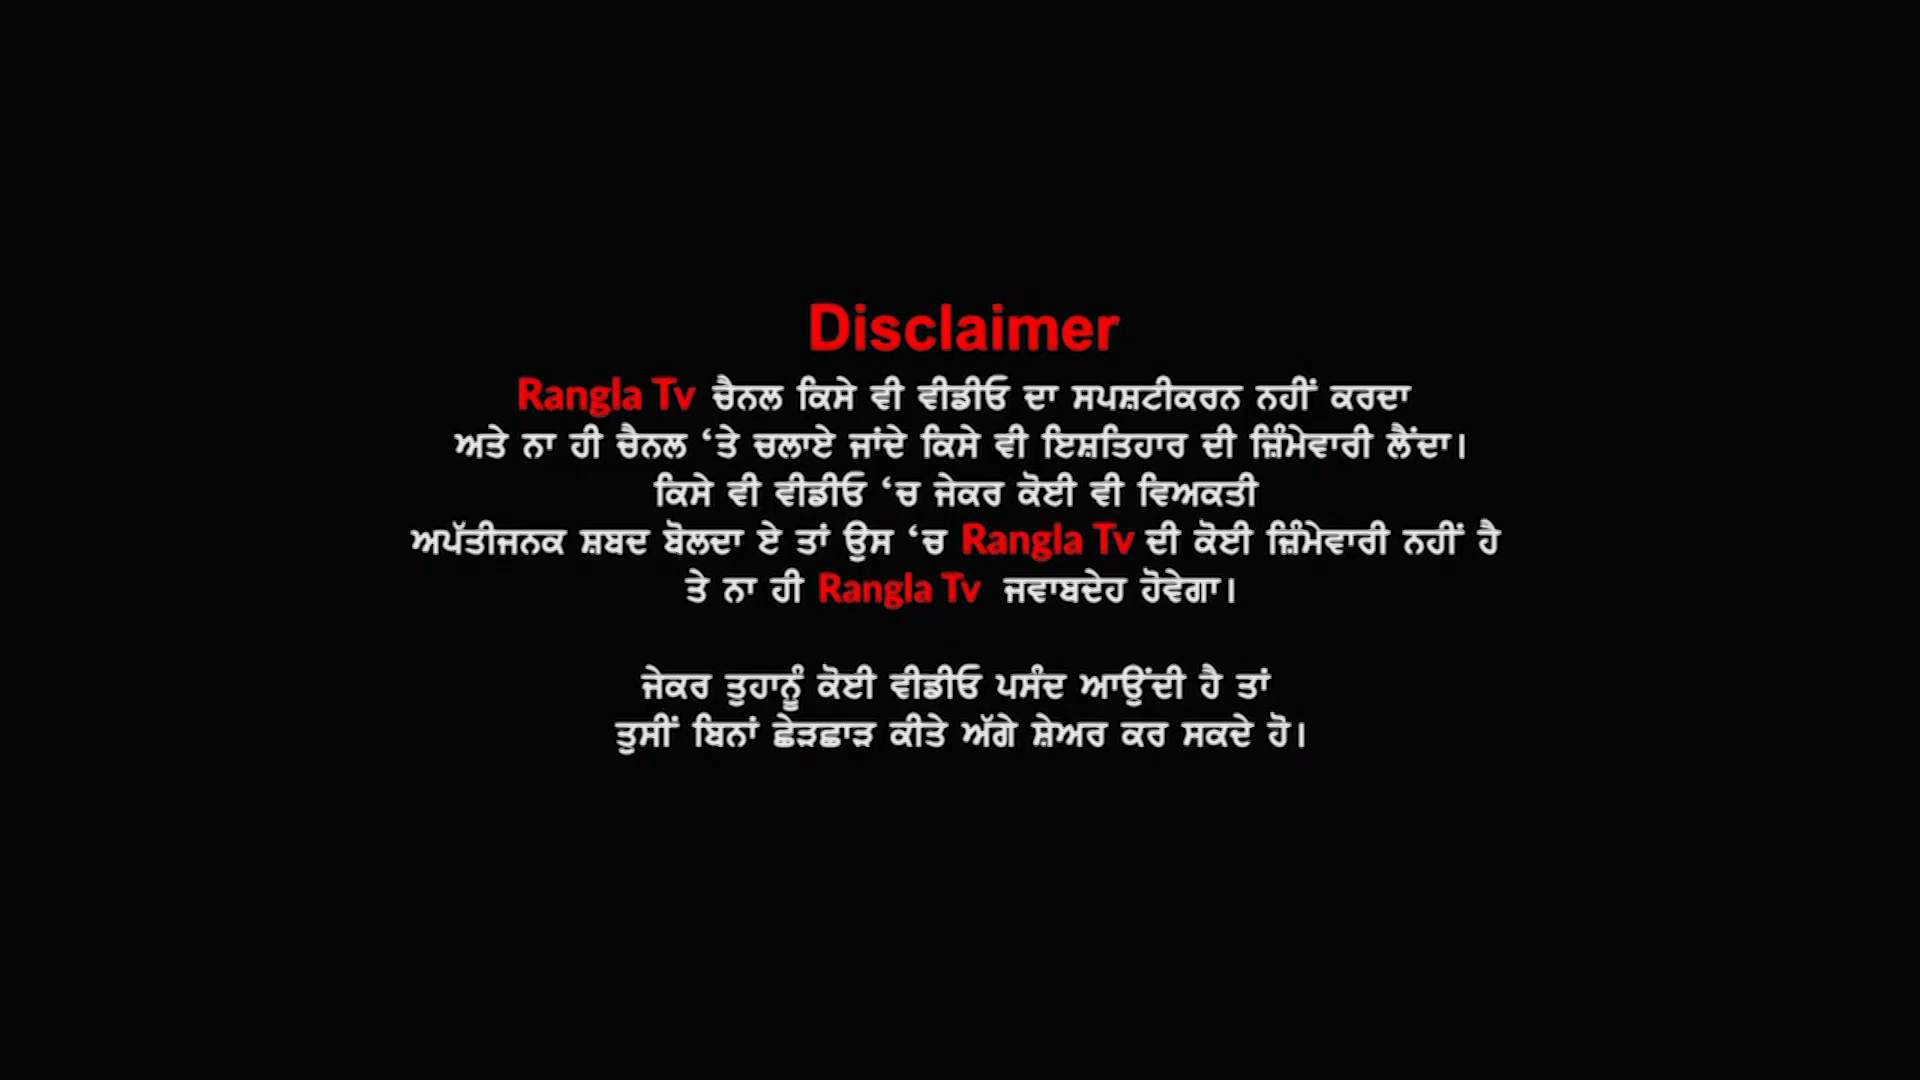 Disclaimer
Rangla Tv ਚੈਨਲ ਕਿਸੇ ਵੀ ਵੀਡੀਓ ਦਾ ਸਪਸ਼ਟੀਕਰਨ ਨਹੀਂ ਕਰਦਾ
ਅਤੇ ਨਾ ਹੀ ਚੈਨਲ ‘ਤੇ ਚਲਾਏ ਜਾਂਦੇ ਕਿਸੇ ਵੀ ਇਸ਼ਤਿਹਾਰ ਦੀ ਜ਼ਿੰਮੇਵਾਰੀ ਲੈਂਦਾ।
ਕਿਸੇ ਵੀ ਵੀਡੀਓ ‘ਚ ਜੇਕਰ ਕੋਈ ਵੀ ਵਿਅਕਤੀ
ਅਪੱਤੀਜਨਕ ਸ਼ਬਦ ਬੋਲਦਾ ਏ ਤਾਂ ਉਸ ‘ਚ Rangla Tv ਦੀ ਕੋਈ ਜ਼ਿੰਮੇਵਾਰੀ ਨਹੀਂ ਹੈ
ਤੇ ਨਾ ਹੀ Rangla Tv ਜਵਾਬਦੇਹ ਹੋਵੇਗਾ।
ਜੇਕਰ ਤੁਹਾਨੂੰ ਕੋਈ ਵੀਡੀਓ ਪਸੰਦ ਆਉਂਦੀ ਹੈ ਤਾਂ
ਤੁਸੀਂ ਬਿਨਾਂ ਛੇੜਛਾੜ ਕੀਤੇ ਅੱਗੇ ਸ਼ੇਅਰ ਕਰ ਸਕਦੇ ਹੋ।